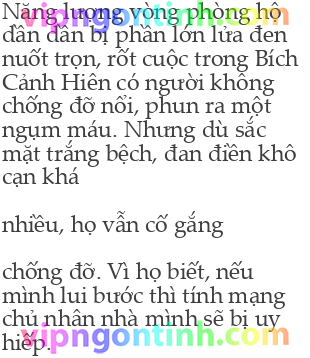 vipngontinh.com
Năng lượng vòng phòng hộ
dần dần bị phần lớn lửa đen
nuốt trọn, rốt cuộc trong Bích
Cảnh Hiên có người không
chống đỡ nổi, phun ra một
ngụm máu. Nhưng dù sắc
mặt trắng bệch, đan điền khô
cạn khá
nhiều, họ vẫn cố gắng
chống đỡ. Vì họ biết, nếu
mình lui bước thì tính mạng
chủ nhân nhà mình sẽ bị uy
hiếp.
vipngontinh.com